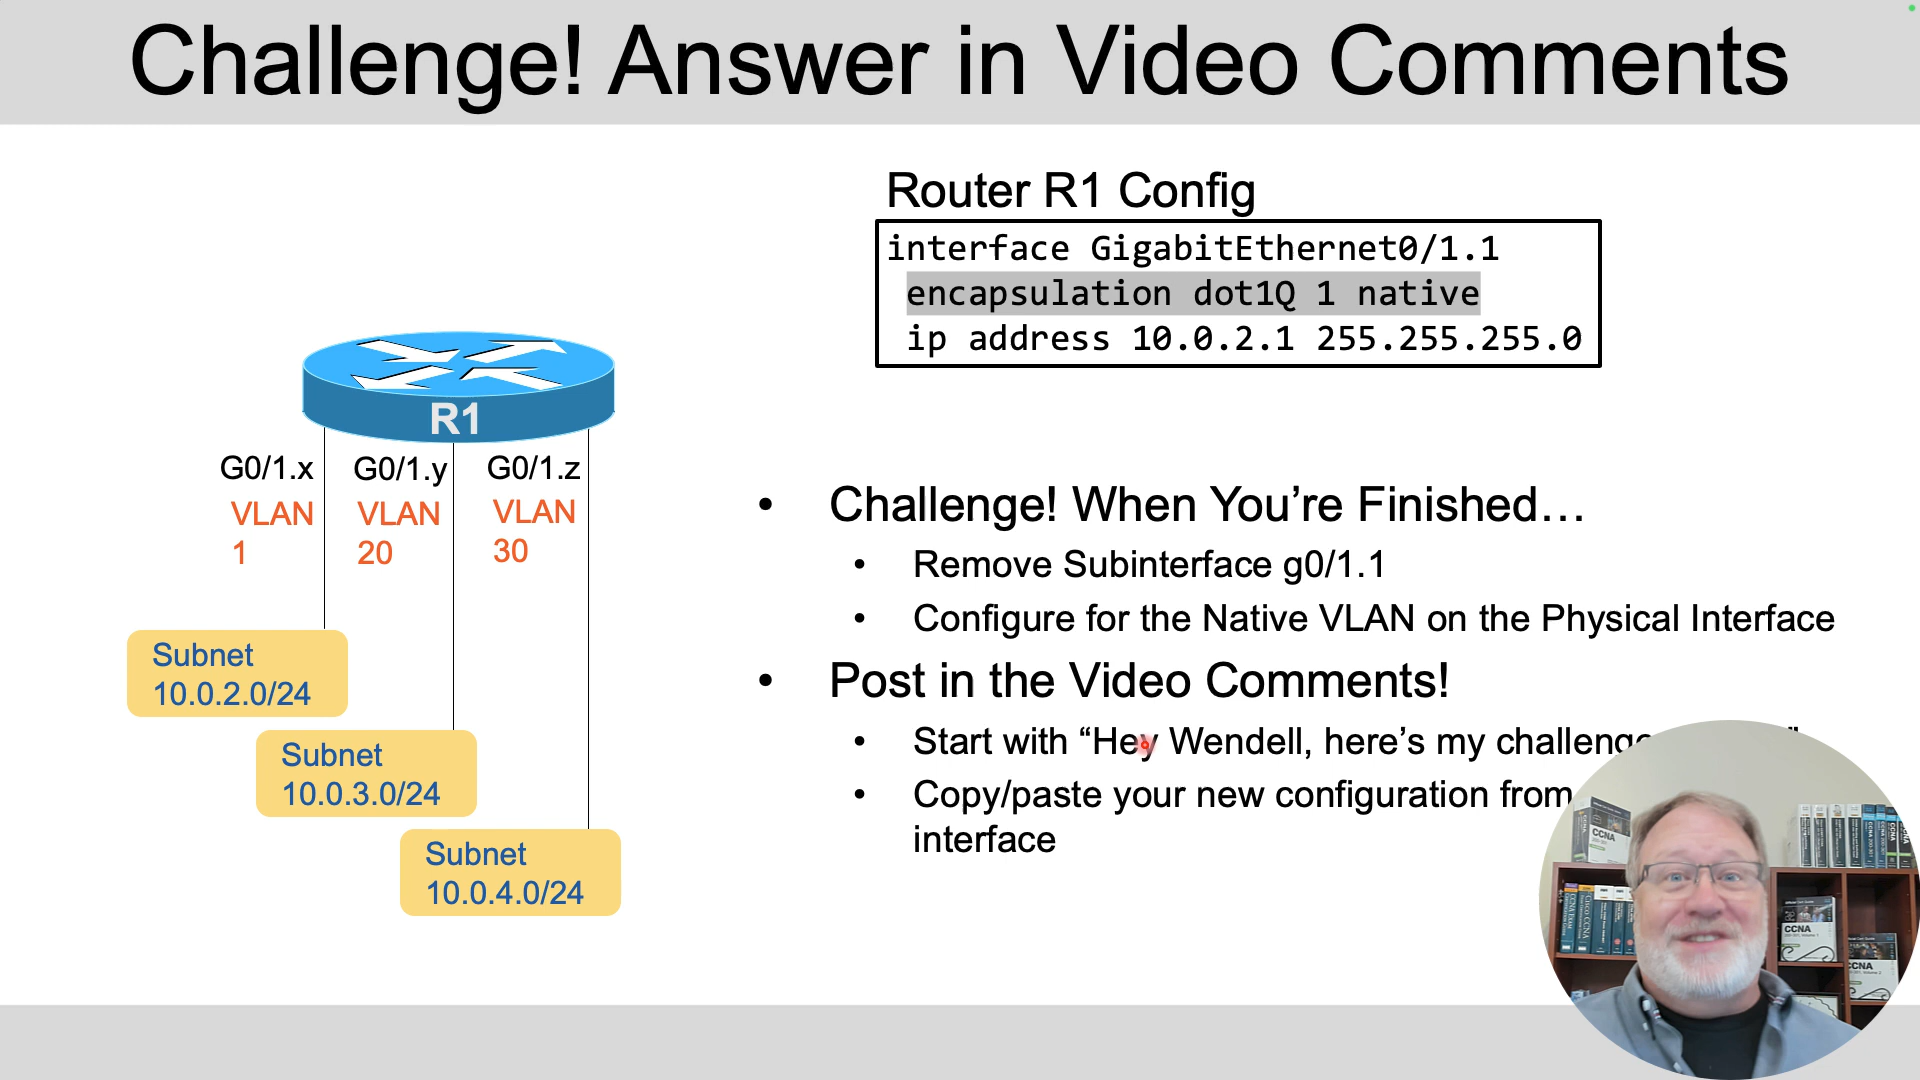 Challenge! Answer in Video Comments
Router R1 Config
interface GigabitEthernet0/1.1
encapsulation dot1Q 1 native
ip address 10.0.2.1 255.255.255.0
R1
G0/1.x
VLAN
1
G0/1.y
VLAN
20
G0/1.z
VLAN
30
Subnet
10.0.2.0/24
Subnet
10.0.3.0/24
Subnet
10.0.4.0/24
• Challenge! When You’re Finished…
• Remove Subinterface g0/1.1
• Configure for the Native VLAN on the Physical Interface
• Post in the Video Comments!
• Start with “Hey Wendell, here’s my challenge
• Copy/paste your new configuration from
interface
CCNA
CCNA
CCNA